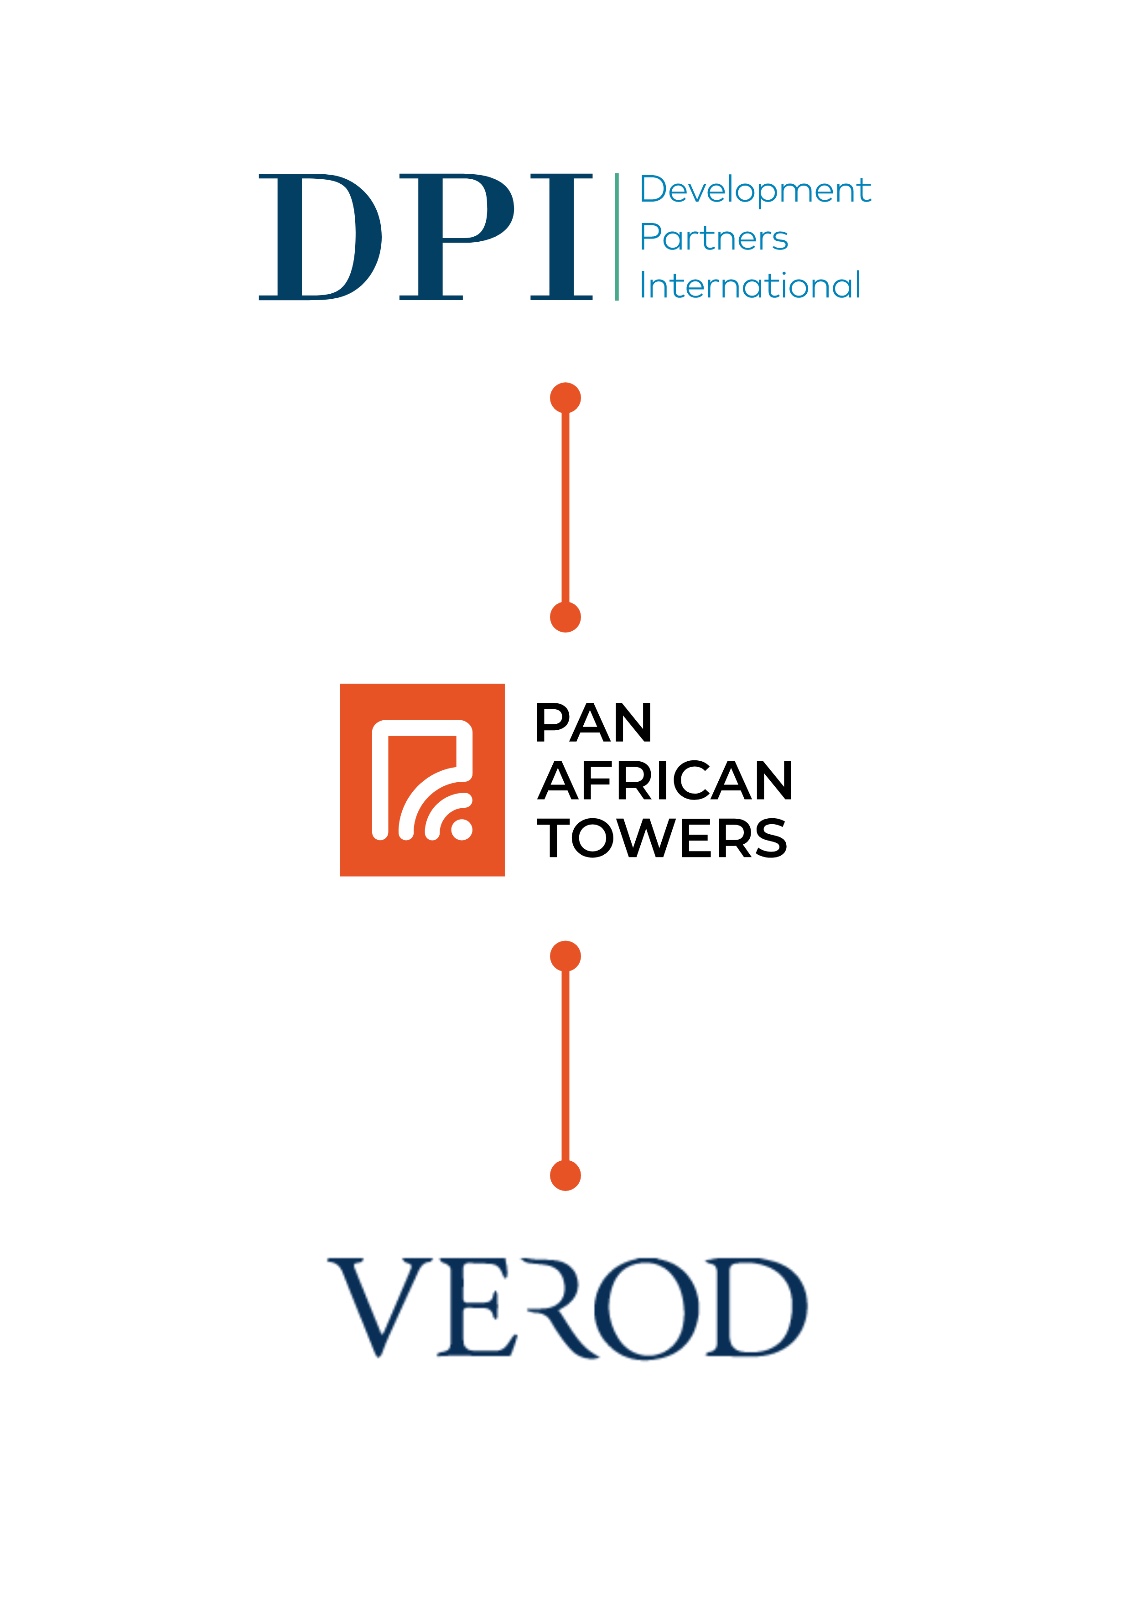 DPI
Development
Partners
International
PAN
AFRICAN
TOWERS
VEROD